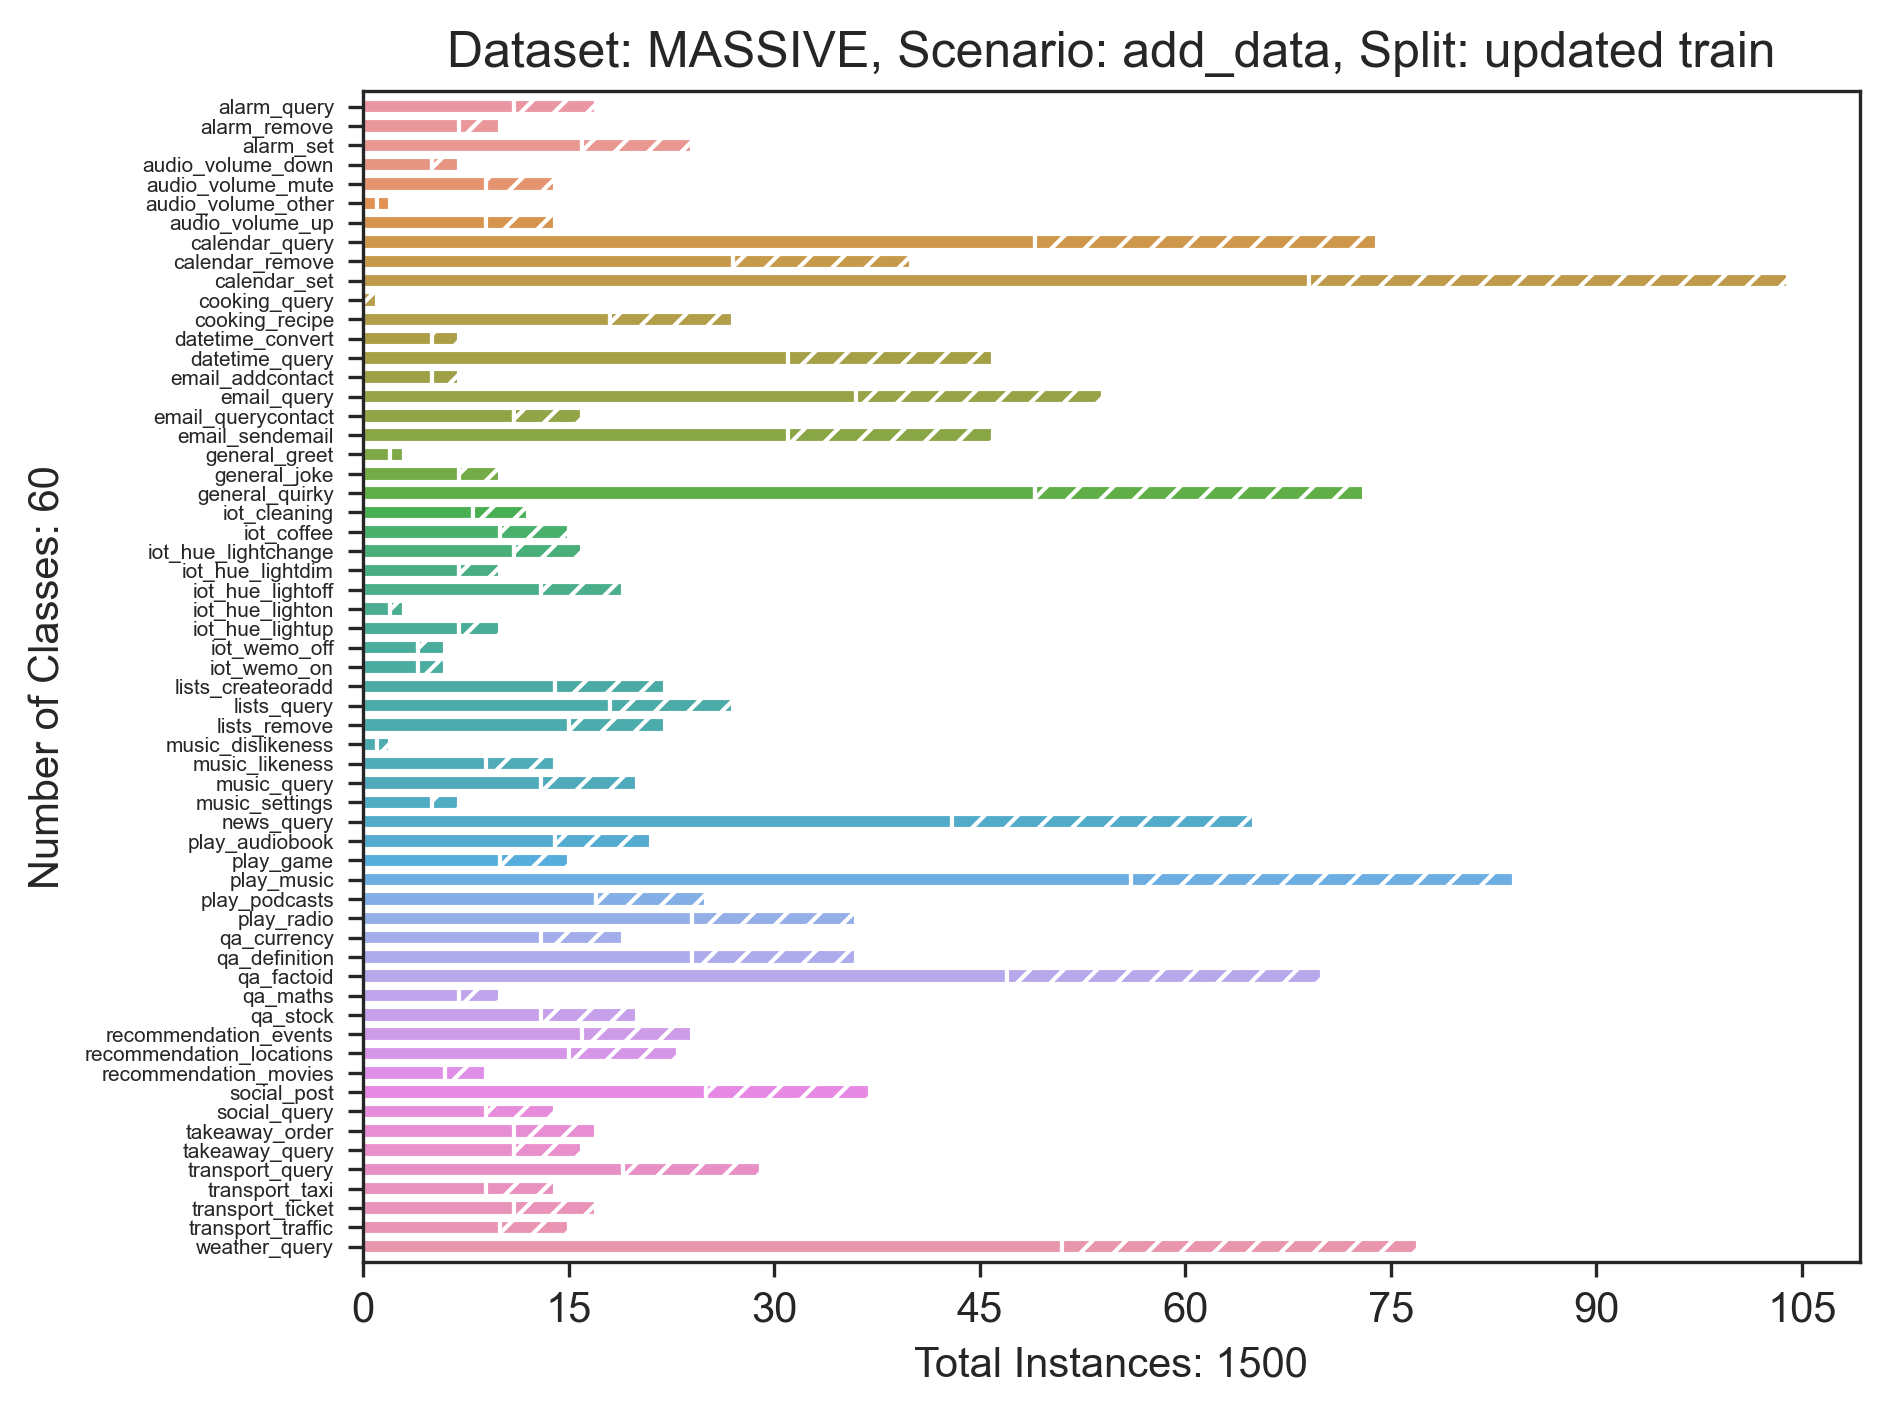 Dataset: MASSIVE, Scenario: add_data, Split: updated train
alarm_query
alarm_remove
alarm_set
audio_volume_down
audio_volume_mute
audio_volume_other
audio_volume_up
calendar_query
calendar_remove
calendar_set
cooking_query
cooking_recipe
datetime_convert
datetime_query
email_addcontact
email_query
email_querycontact
email_sendemail
general_greet
general_joke
general_quirky
iot_cleaning
iot_coffee
iot_hue_lightchange
iot_hue_lightdim
iot_hue_lightoff
iot_hue_lighton
iot_hue_lightup
iot_wemo_off
iot_wemo_on
lists_createoradd
lists_query
lists_remove
music_dislikeness
music_likeness
music_query
music_settings
news_query
play_audiobook
play_game
play_music
play_podcasts
play_radio
qa_currency
qa_definition
qa_factoid
qa_maths
qa_stock
recommendation_events
recommendation_locations
recommendation_movies
social_post
social_query
takeaway_order
takeaway_query
transport_query
transport_taxi
transport_ticket
transport_traffic
weather_query
Number of Classes: 60
0 15 30 45 60 75 90 105
Total Instances: 1500